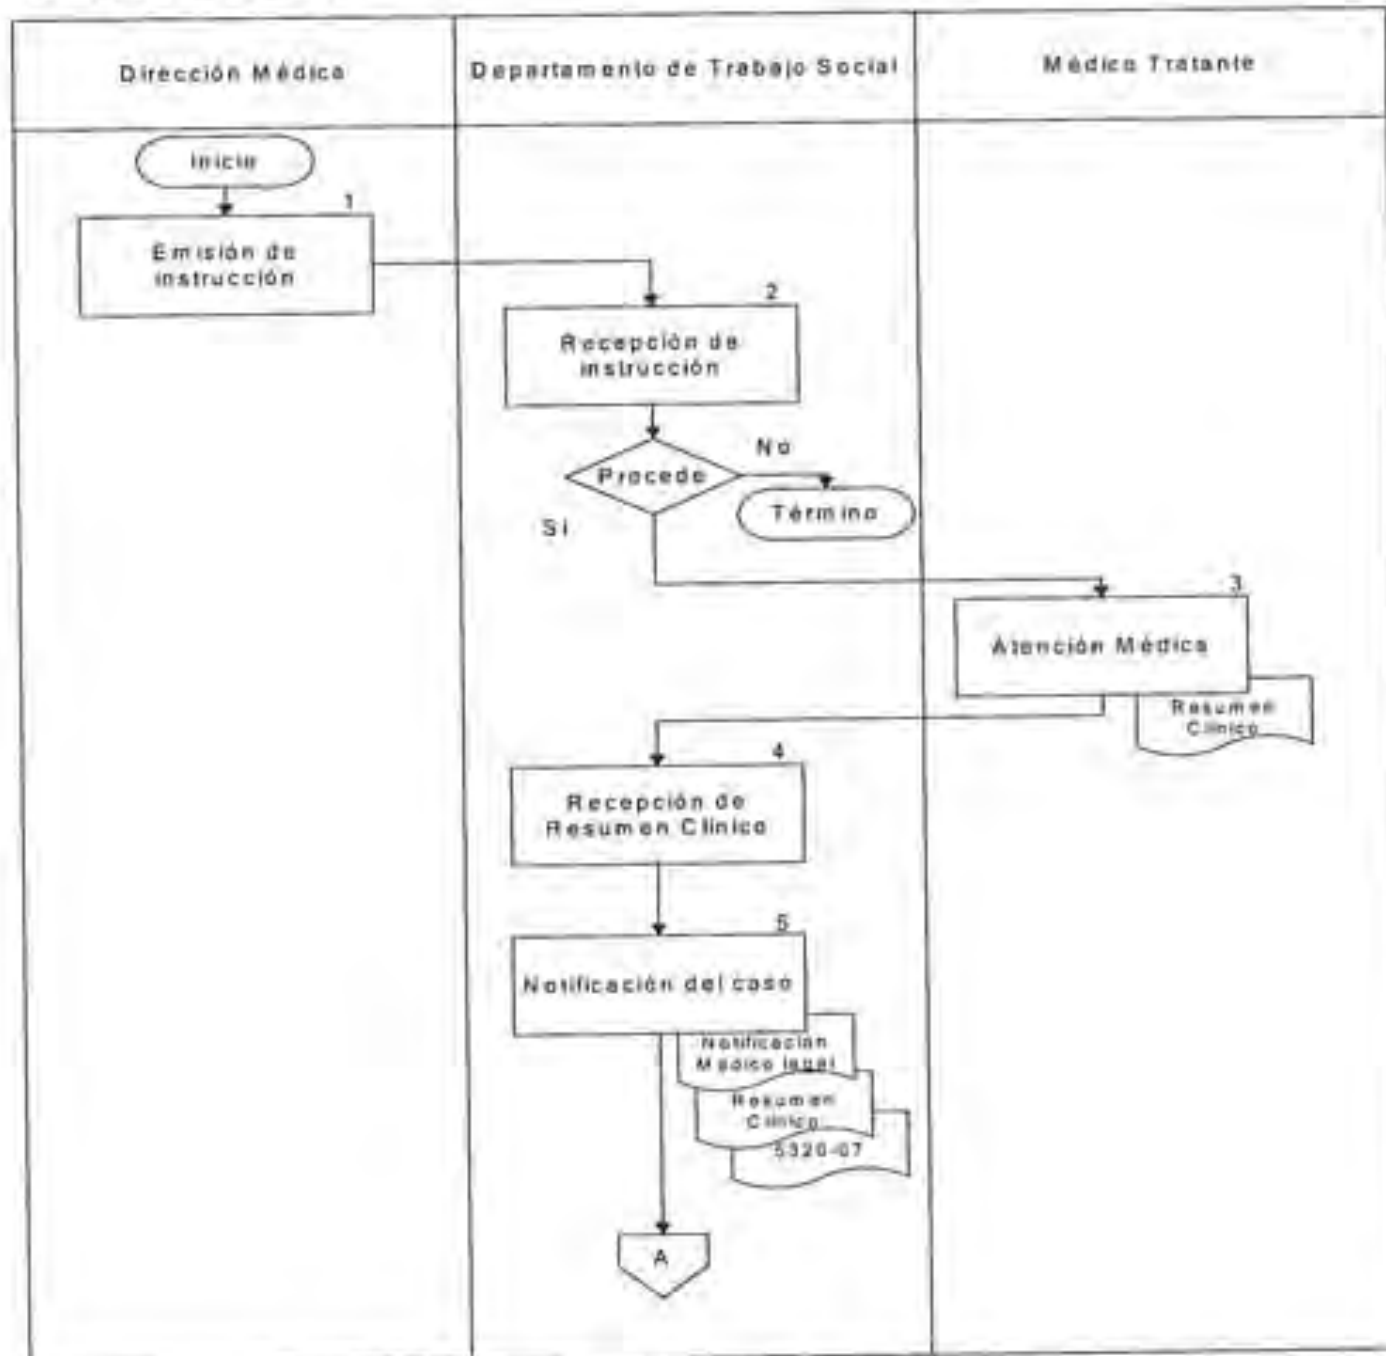 Dirección Médica
Departamento de Trabajo Social
Médico Tratante
Inicio
1
Emisión de
instrucción
2
Recepción de
instrucción
Procede
No
Término
Si
3
Atención Médica
Resumen
Clínico
4
Recepción de
Resumen Clínico
5
Notificación del caso
Notificación
Médico legal
Resumen
Clínico
5320-07
A